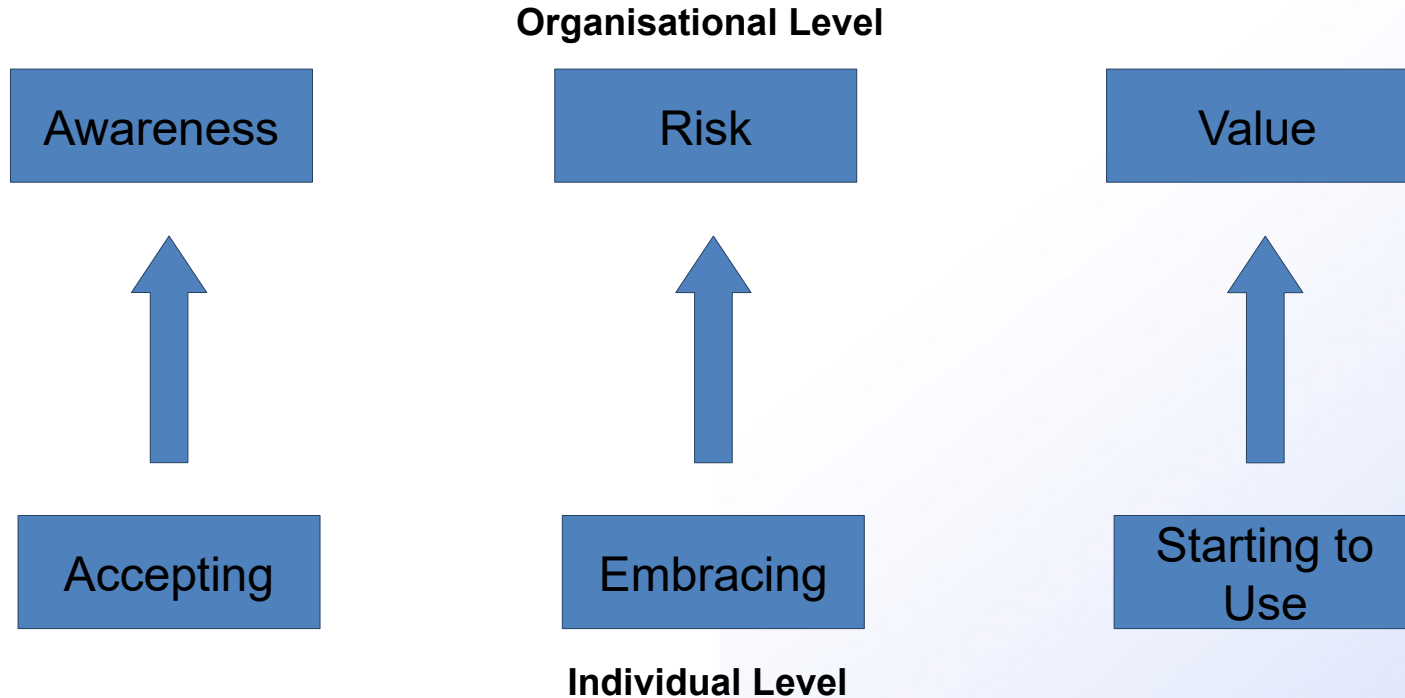 Organisational Level
Awareness
Risk
Value
Accepting
Embracing
Starting to
Use
Individual Level